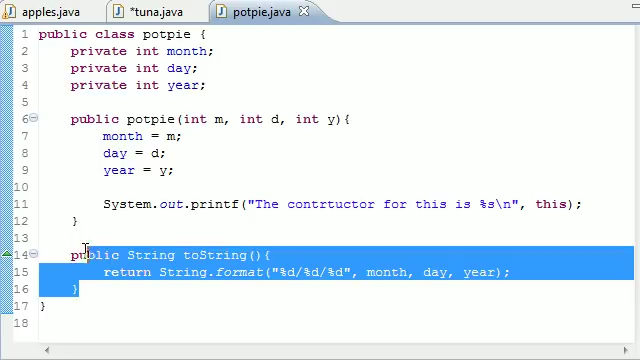 apples.java *tuna.java potpie.java
1 public class potpie {
2 private int month;
3 private int day;
4 private int year;
5
6 public potpie(int m, int d, int y){
7 month = m;
8 day = d;
9 year = y;
10
11 System.out.printf("The contrtuctor for this is %s\n", this);
12 }
13
14 public String toString(){
15 return String.format("%d/%d/%d", month, day, year);
16 }
17 }
18